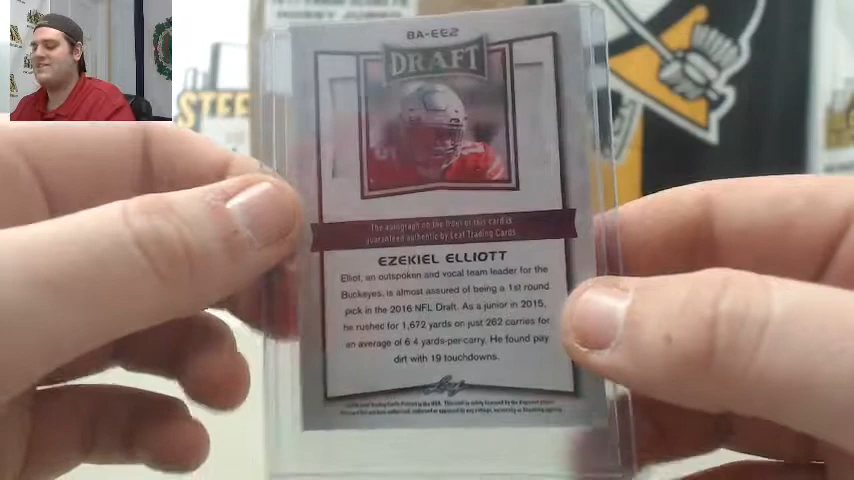 BA-EE2
DRAFT
STEE
The autograph on the front of this card is
guaranteed authentic by Leaf Trading Cards
EZEKIEL ELLIOTT
Elliot, an outspoken and vocal team leader for the
Buckeyes, is almost assured of being a 1st round
pick in the 2016 NFL Draft. As a junior in 2015,
he rushed for 1,672 yards on just 262 carries for
an average of 6.4 yards-per-carry. He found pay
dirt with 19 touchdowns.
Leaf